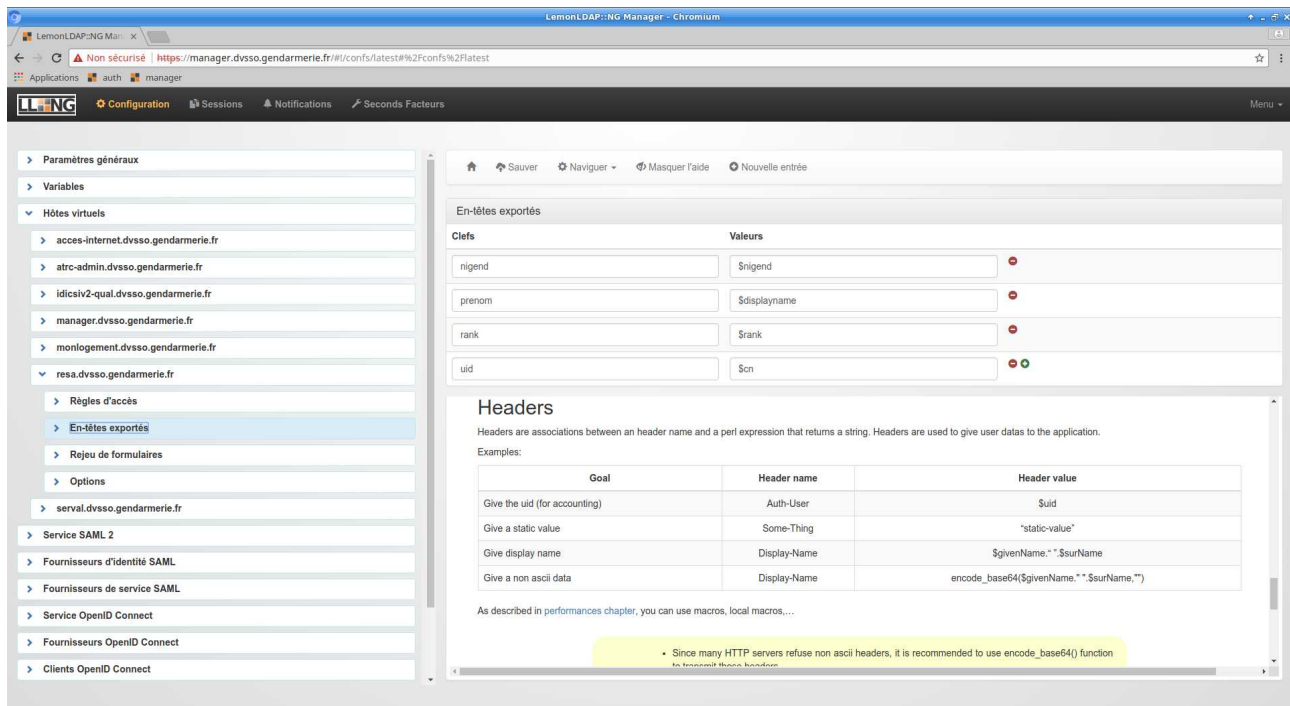 LemonLDAP::NG Manager - Chromium
LemonLDAP::NG Man
Non sécurisé | https://manager.dvsso.gendarmerie.fr/#!/confs/latest#%2Fconfs%2Flatest
Applications auth manager
LL::NG Configuration Sessions Notifications Seconds Facteurs Menu
Paramètres généraux
Variables
Hôtes virtuels
acces-internet.dvsso.gendarmerie.fr
atrc-admin.dvsso.gendarmerie.fr
idicsiv2-qual.dvsso.gendarmerie.fr
manager.dvsso.gendarmerie.fr
monlogement.dvsso.gendarmerie.fr
resa.dvsso.gendarmerie.fr
Règles d'accès
En-têtes exportés
Rejeu de formulaires
Options
serval.dvsso.gendarmerie.fr
Service SAML 2
Fournisseurs d'identité SAML
Fournisseurs de service SAML
Service OpenID Connect
Fournisseurs OpenID Connect
Clients OpenID Connect
Sauver Naviguer Masquer l'aide Nouvelle entrée
En-têtes exportés
Clefs Valeurs
nigend $nigend
prenom $displayname
rank $rank
uid $cn
Headers
Headers are associations between an header name and a perl expression that returns a string. Headers are used to give user datas to the application.
Examples:
Goal Header name Header value
Give the uid (for accounting) Auth-User $uid
Give a static value Some-Thing “static-value”
Give display name Display-Name $givenName.“ ”.$surName
Give a non ascii data Display-Name encode_base64($givenName." ".$surName,"")
As described in performances chapter, you can use macros, local macros,…
• Since many HTTP servers refuse non ascii headers, it is recommended to use encode_base64() function
to transmit those headers